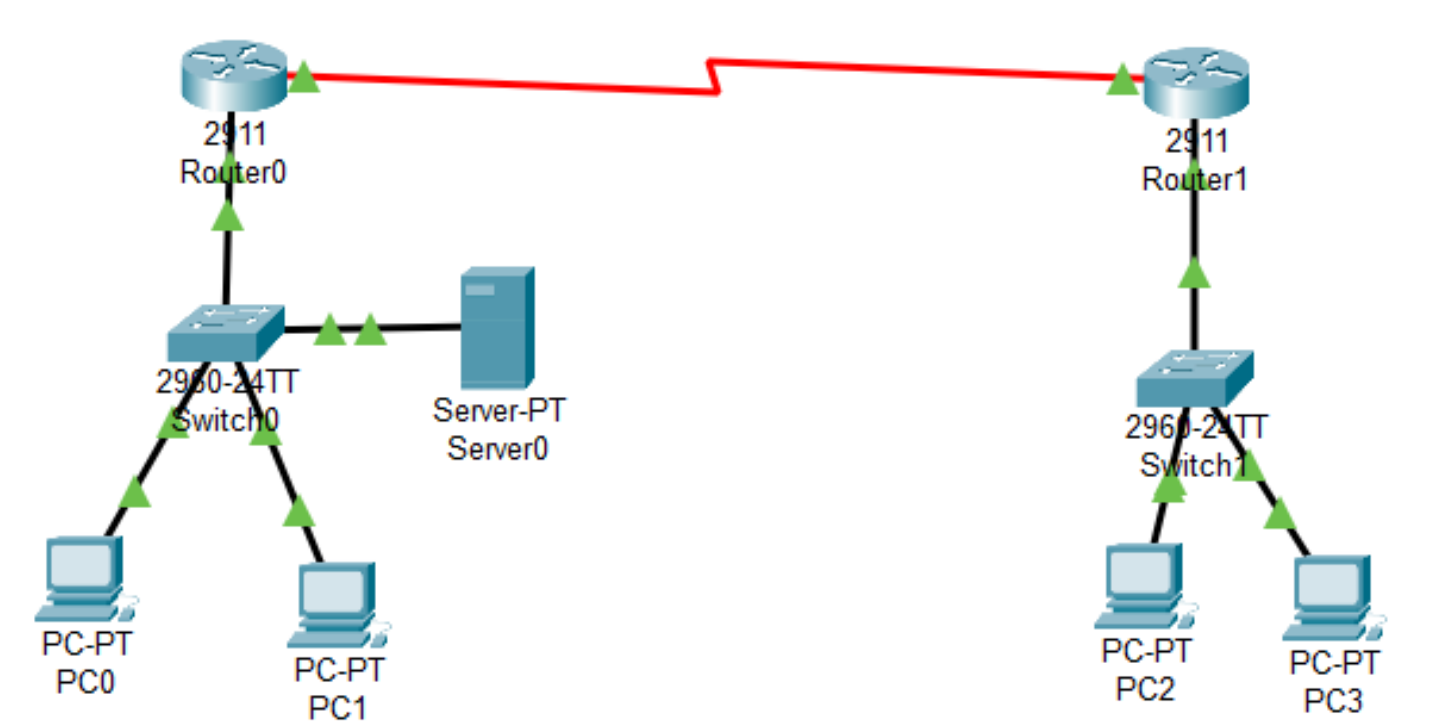 2911
Router0
2911
Router1
2960-24TT
Switch0
Server-PT
Server0
2960-24TT
Switch1
PC-PT
PC0
PC-PT
PC1
PC-PT
PC2
PC-PT
PC3